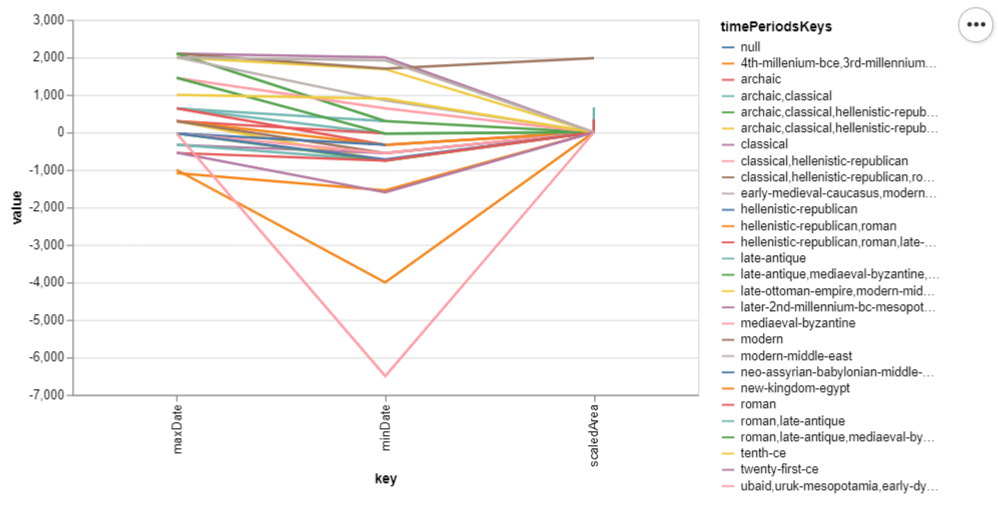 3,000
2,000
1,000
0
-1,000
-2,000
-3,000
-4,000
-5,000
-6,000
-7,000
value
maxDate
minDate
scaledArea
key
timePeriodsKeys
null
4th-millenium-bce,3rd-millennium…
archaic
archaic,classical
archaic,classical,hellenistic-repub…
archaic,classical,hellenistic-repub…
classical
classical,hellenistic-republican
classical,hellenistic-republican,ro…
early-medieval-caucasus,modern…
hellenistic-republican
hellenistic-republican,roman
hellenistic-republican,roman,late-…
late-antique
late-antique,mediaeval-byzantine,…
late-ottoman-empire,modern-mid…
later-2nd-millennium-bc-mesopot…
mediaeval-byzantine
modern
modern-middle-east
neo-assyrian-babylonian-middle-…
new-kingdom-egypt
roman
roman,late-antique
roman,late-antique,mediaeval-by…
tenth-ce
twenty-first-ce
ubaid,uruk-mesopotamia,early-dy…